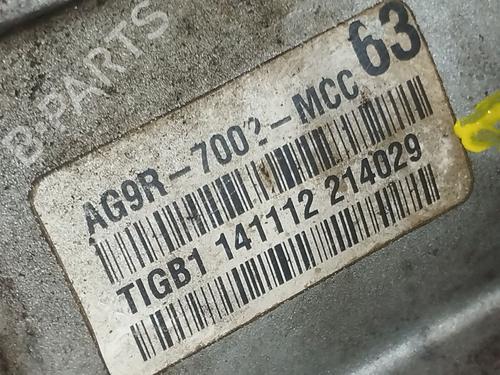 B-PARTS
63
AG9R-7002-MCC
TIGB1 141112 214029